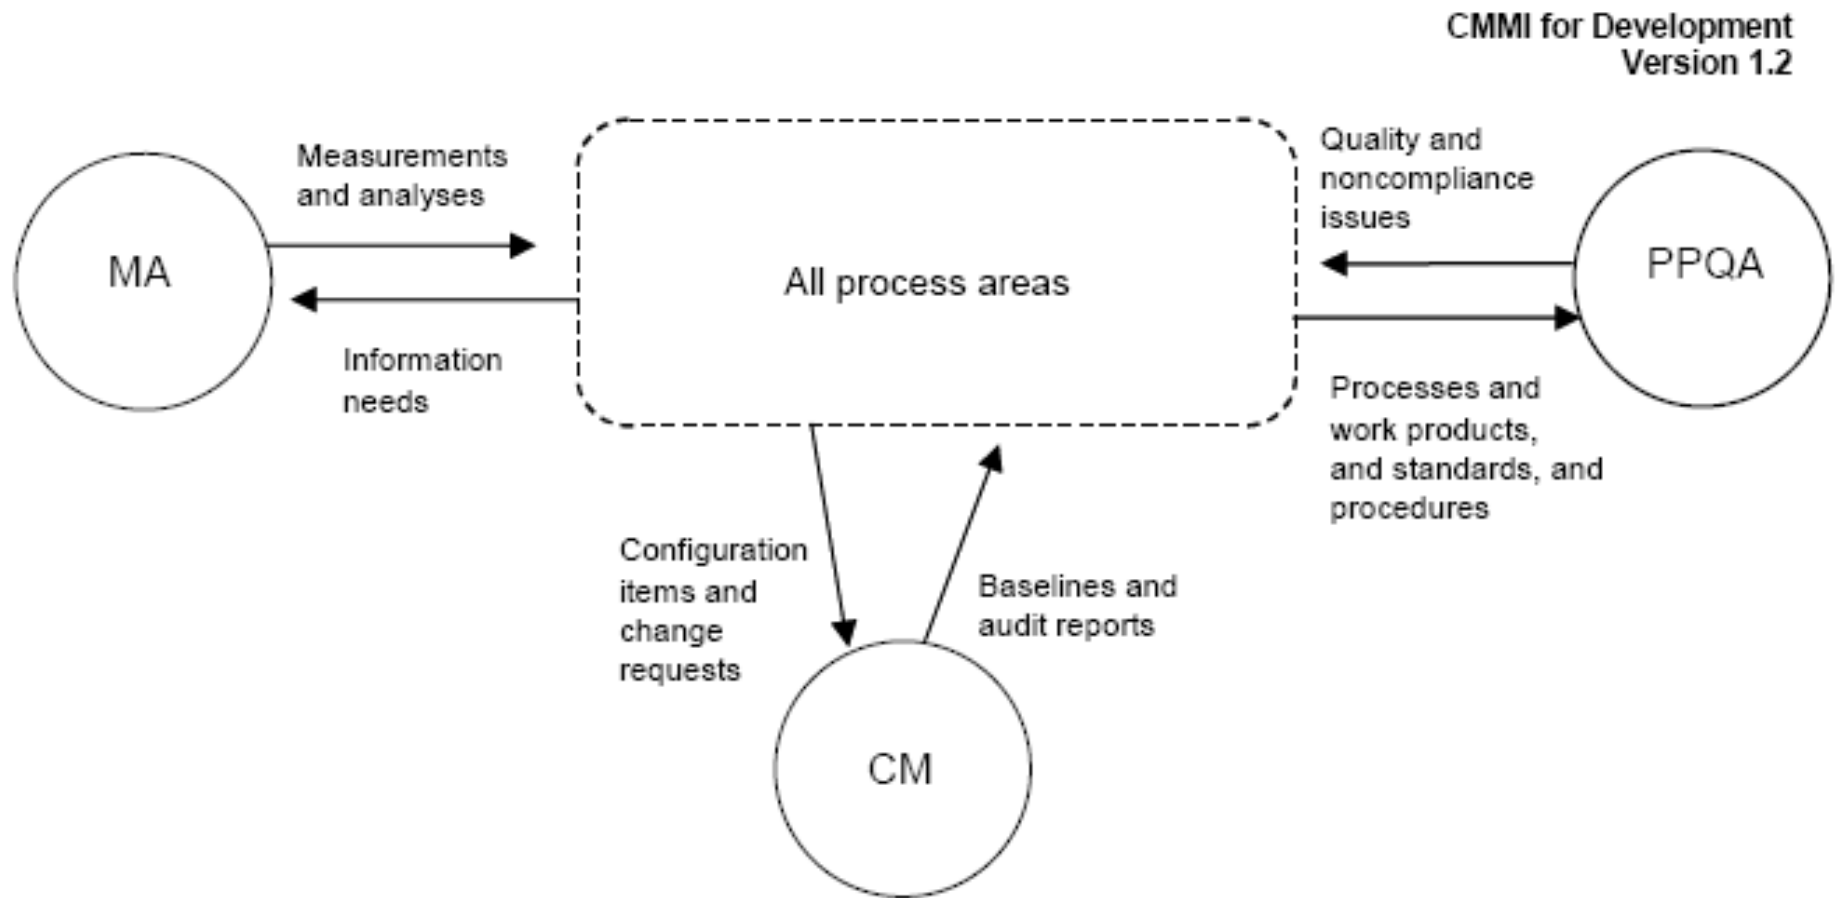 CMMI for Development
Version 1.2
Measurements
and analyses
MA
Information
needs
All process areas
Quality and
noncompliance
issues
PPQA
Processes and
work products,
and standards, and
procedures
Configuration
items and
change
requests
Baselines and
audit reports
CM